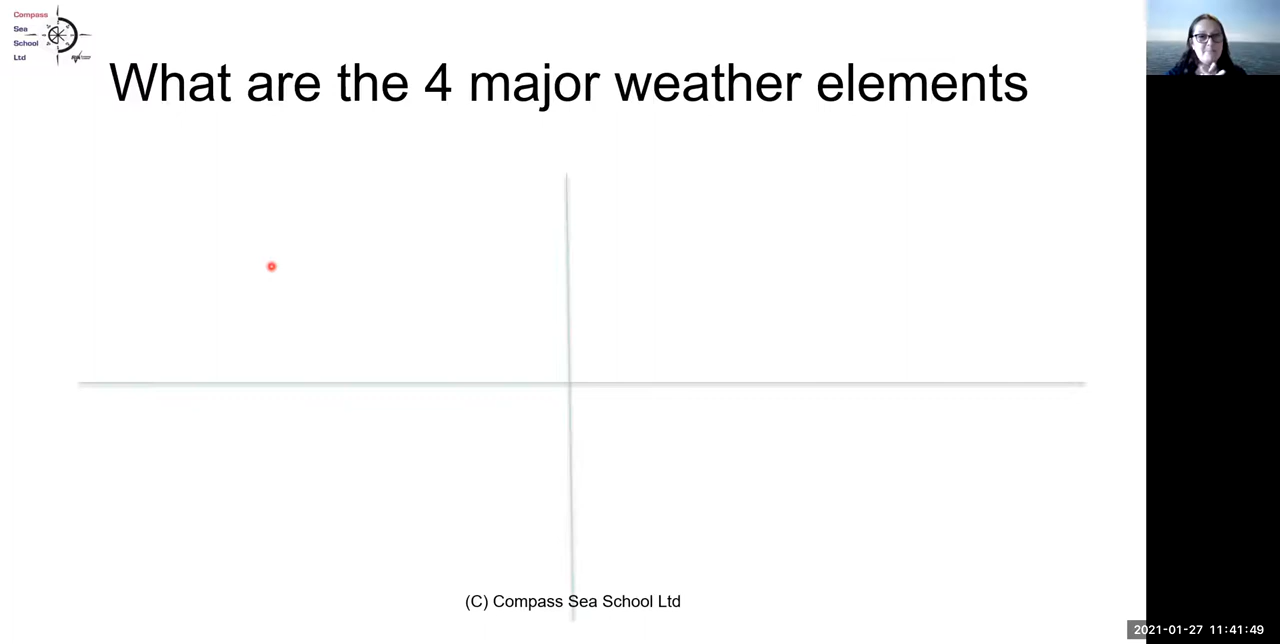 Compass
Sea
School
Ltd
What are the 4 major weather elements
(C) Compass Sea School Ltd
2021-01-27 11:41:49